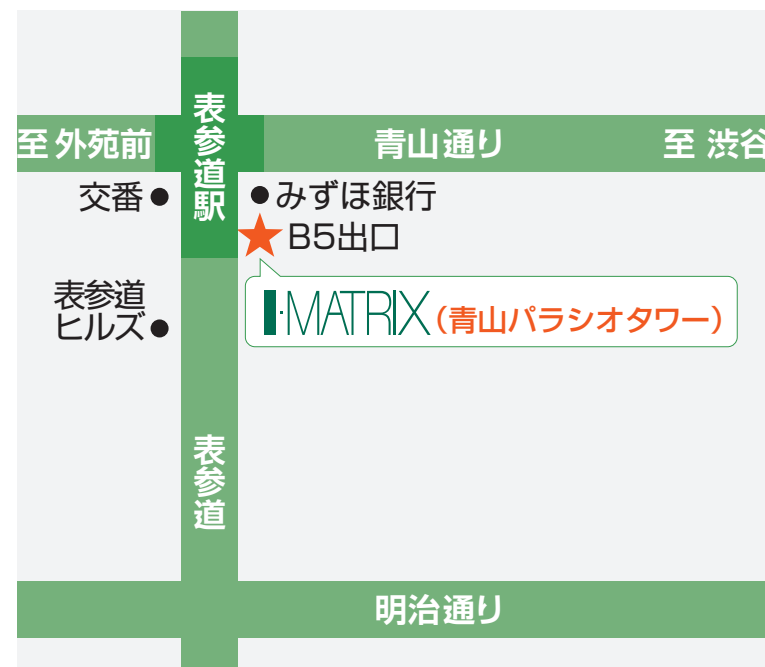 表参道駅
至 外苑前
青山通り
至 渋谷
交番
みずほ銀行
B5出口
表参道
ヒルズ
I·MATRIX（青山パラシオタワー）
表参道
明治通り